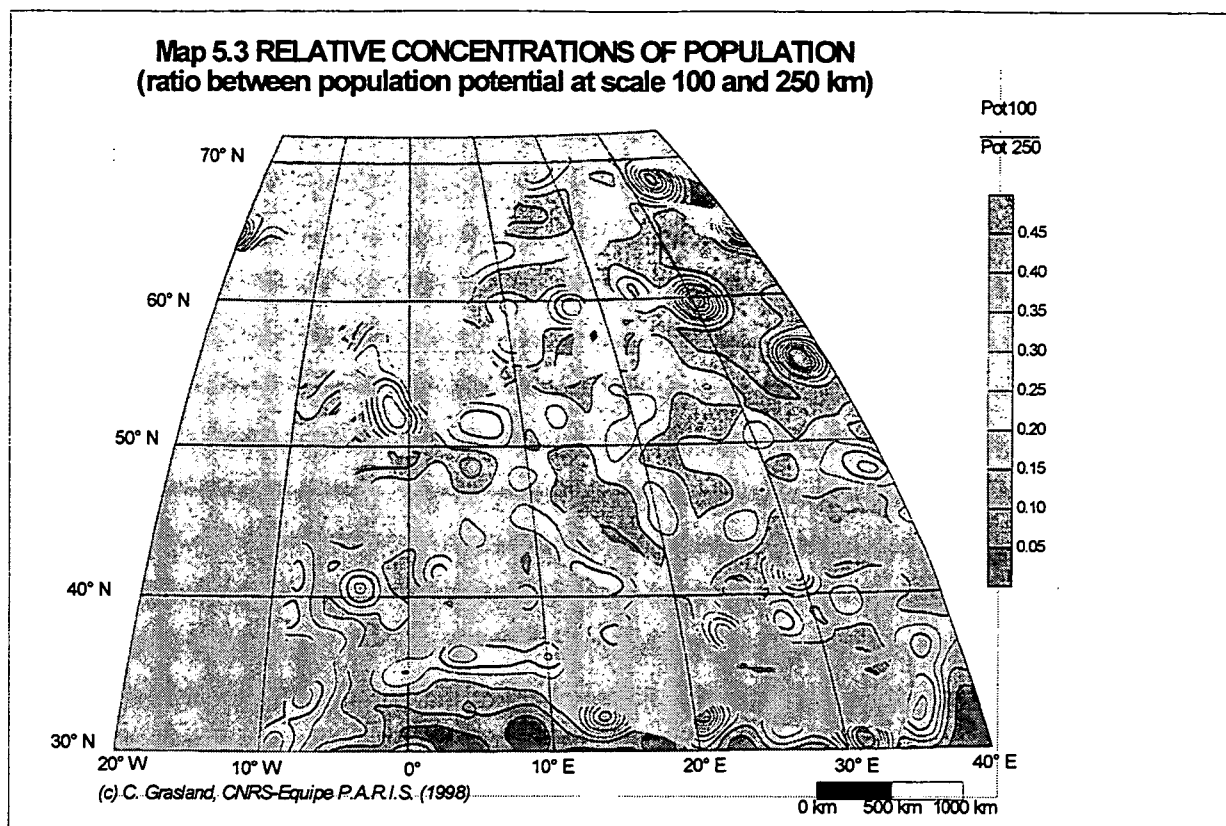 Map 5.3 RELATIVE CONCENTRATIONS OF POPULATION
(ratio between population potential at scale 100 and 250 km)
Pot100
Pot 250
70° N
0.45
0.40
60° N
0.35
0.30
0.25
0.20
50° N
0.15
0.10
0.05
40° N
30° N
20° W
10° W
0°
10° E
20° E
30° E
40° E
(c) C. Grasland, CNRS-Equipe P.A.R.I.S. (1998)
0 km
500 km
1000 km